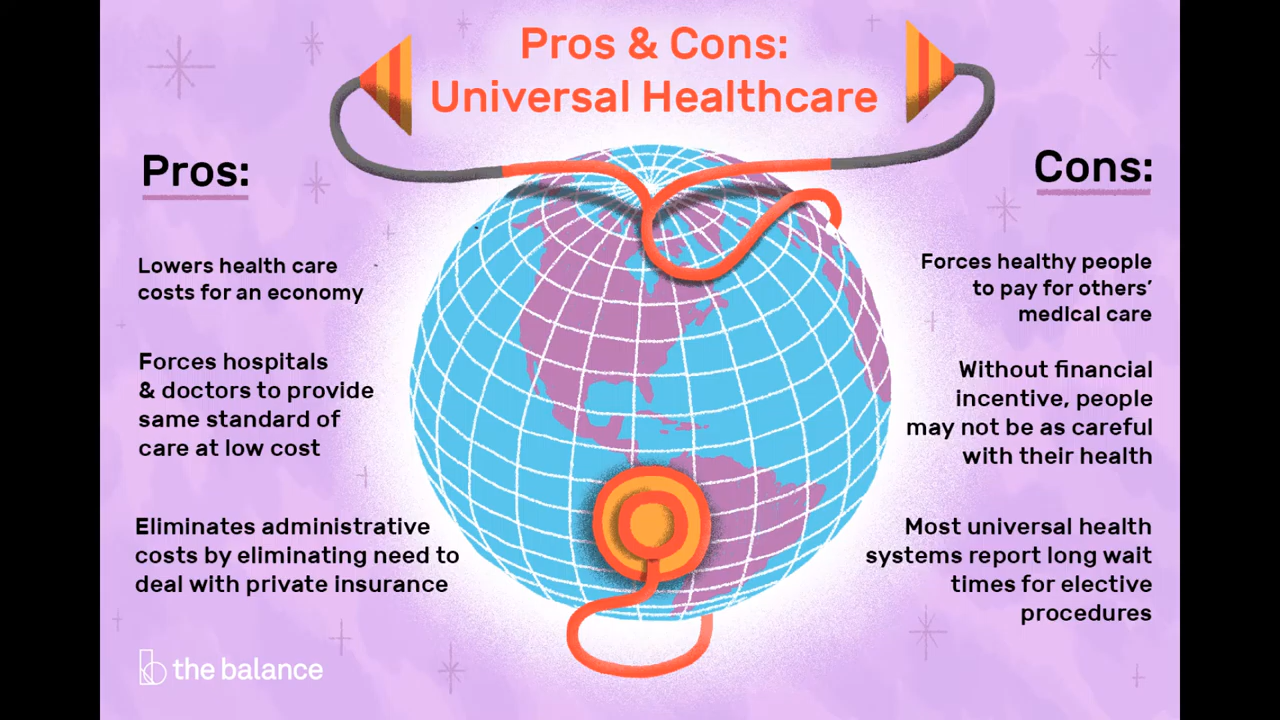 Pros & Cons:
Universal Healthcare
Pros:
Lowers health care
costs for an economy
Forces hospitals
& doctors to provide
same standard of
care at low cost
Eliminates administrative
costs by eliminating need to
deal with private insurance
Cons:
Forces healthy people
to pay for others’
medical care
Without financial
incentive, people
may not be as careful
with their health
Most universal health
systems report long wait
times for elective
procedures
the balance